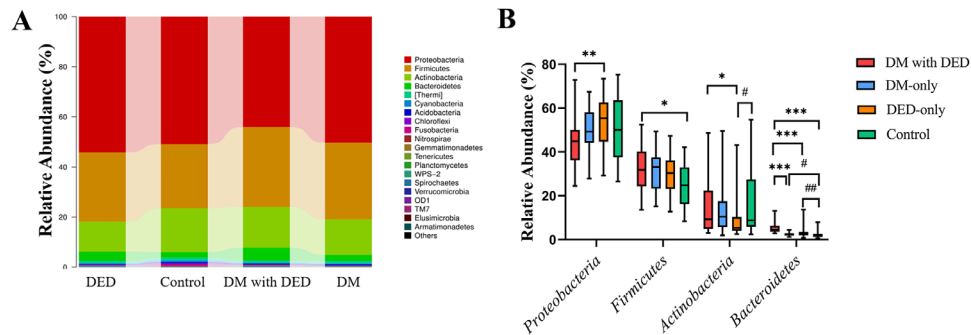 A
Relative Abundance (%)
100
80
60
40
20
0
DED
Control
DM with DED
DM
Proteobacteria
Firmicutes
Actinobacteria
Bacteroidetes
[Thermi]
Cyanobacteria
Acidobacteria
Chloroflexi
Fusobacteria
Nitrospirae
Gemmatimonadetes
Tenericutes
Planctomycetes
WPS-2
Spirochaetes
Verrucomicrobia
OD1
TM7
Elusimicrobia
Armatimonadetes
Others
B
Relative Abundance (%)
80
60
40
20
0
**
*
*
#
***
***
#
***
##
Proteobacteria
Firmicutes
Actinobacteria
Bacteroidetes
DM with DED
DM-only
DED-only
Control